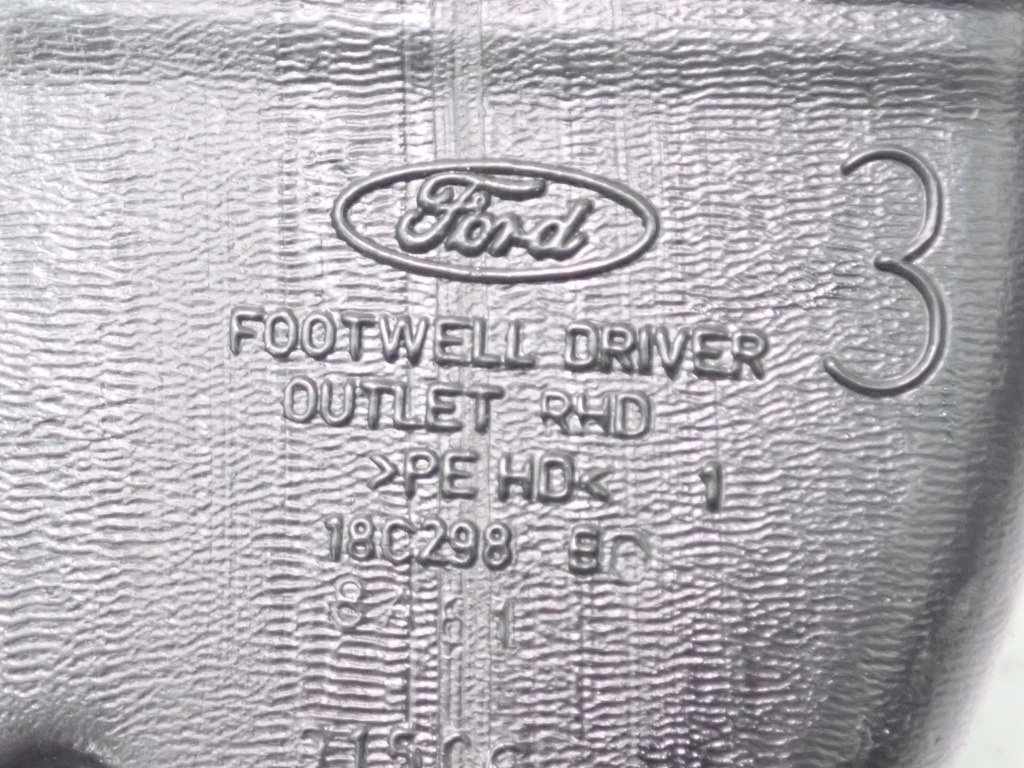 Ford
3
FOOTWELL DRIVER
OUTLET RHD
>PE HD< 1
18C298